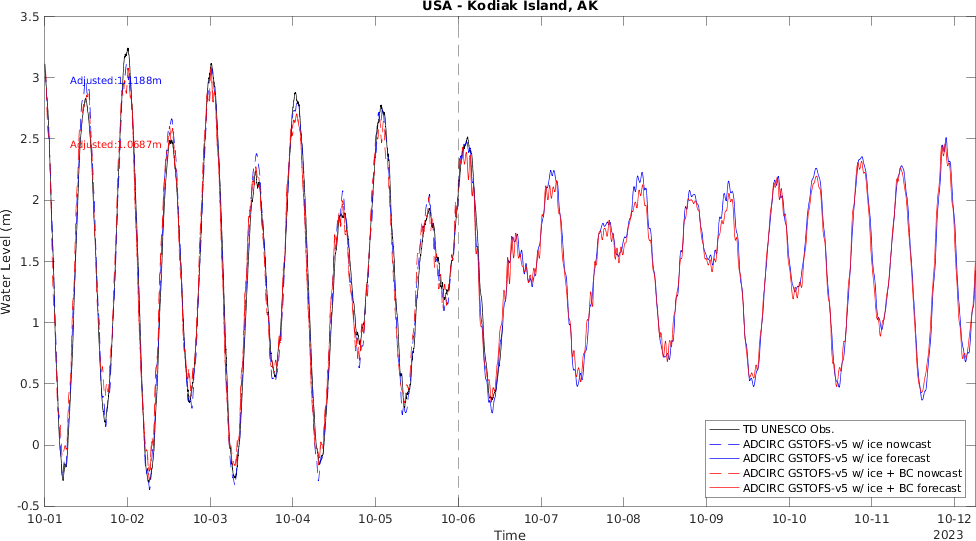 USA - Kodiak Island, AK
3.5
3
2.5
2
1.5
1
0.5
0
-0.5
Water Level (m)
Adjusted:1.1188m
Adjusted:1.0687m
TD UNESCO Obs.
ADCIRC GSTOFS-v5 w/ ice nowcast
ADCIRC GSTOFS-v5 w/ ice forecast
ADCIRC GSTOFS-v5 w/ ice + BC nowcast
ADCIRC GSTOFS-v5 w/ ice + BC forecast
10-01 10-02 10-03 10-04 10-05 10-06 10-07 10-08 10-09 10-10 10-11 10-12
Time
2023